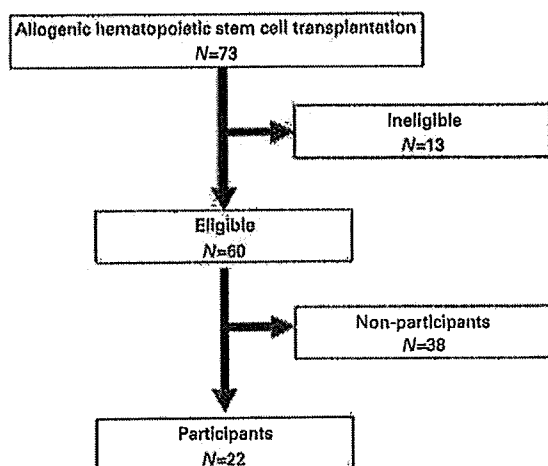 Allogenic hematopoietic stem cell transplantation
N=73
Ineligible
N=13
Eligible
N=60
Non-participants
N=38
Participants
N=22